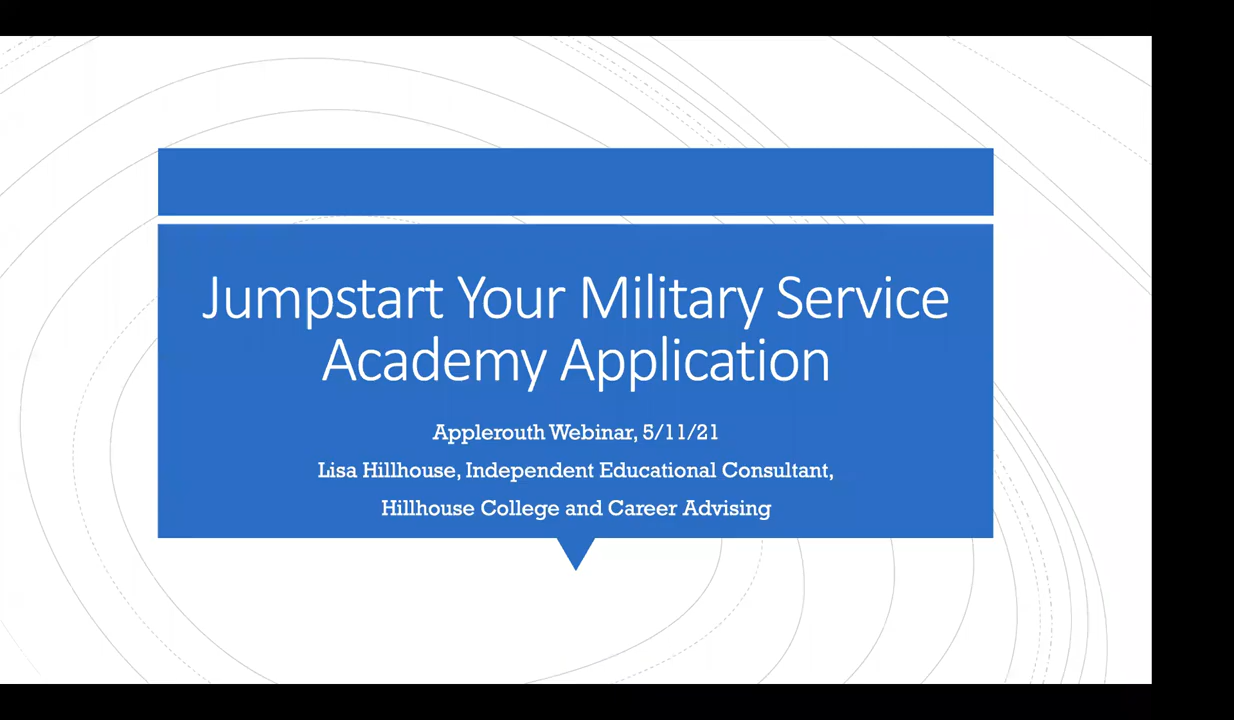 Jumpstart Your Military Service
Academy Application
Applerouth Webinar, 5/11/21
Lisa Hillhouse, Independent Educational Consultant,
Hillhouse College and Career Advising